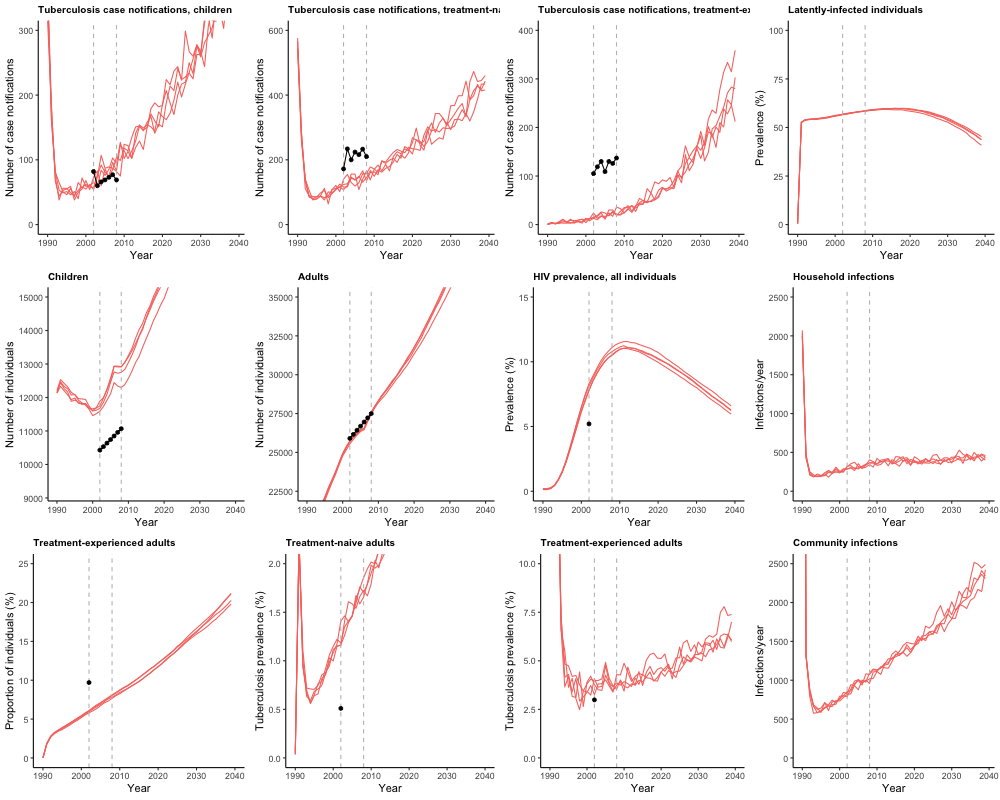 Tuberculosis case notifications, children
Number of case notifications
300
200
100
0
1990 2000 2010 2020 2030 2040
Year
Tuberculosis case notifications, treatment-na
Number of case notifications
600
400
200
0
1990 2000 2010 2020 2030 2040
Year
Tuberculosis case notifications, treatment-ex
Number of case notifications
400
300
200
100
0
1990 2000 2010 2020 2030 2040
Year
Latently-infected individuals
Prevalence (%)
100
75
50
25
0
1990 2000 2010 2020 2030 2040
Year
Children
Number of individuals
15000
14000
13000
12000
11000
10000
9000
1990 2000 2010 2020 2030 2040
Year
Adults
Number of individuals
35000
32500
30000
27500
25000
22500
1990 2000 2010 2020 2030 2040
Year
HIV prevalence, all individuals
Prevalence (%)
15
10
5
0
1990 2000 2010 2020 2030 2040
Year
Household infections
Infections/year
2500
2000
1500
1000
500
0
1990 2000 2010 2020 2030 2040
Year
Treatment-experienced adults
Proportion of individuals (%)
25
20
15
10
5
0
1990 2000 2010 2020 2030 2040
Year
Treatment-naive adults
Tuberculosis prevalence (%)
2.0
1.5
1.0
0.5
0.0
1990 2000 2010 2020 2030 2040
Year
Treatment-experienced adults
Tuberculosis prevalence (%)
10.0
7.5
5.0
2.5
0.0
1990 2000 2010 2020 2030 2040
Year
Community infections
Infections/year
2500
2000
1500
1000
500
0
1990 2000 2010 2020 2030 2040
Year